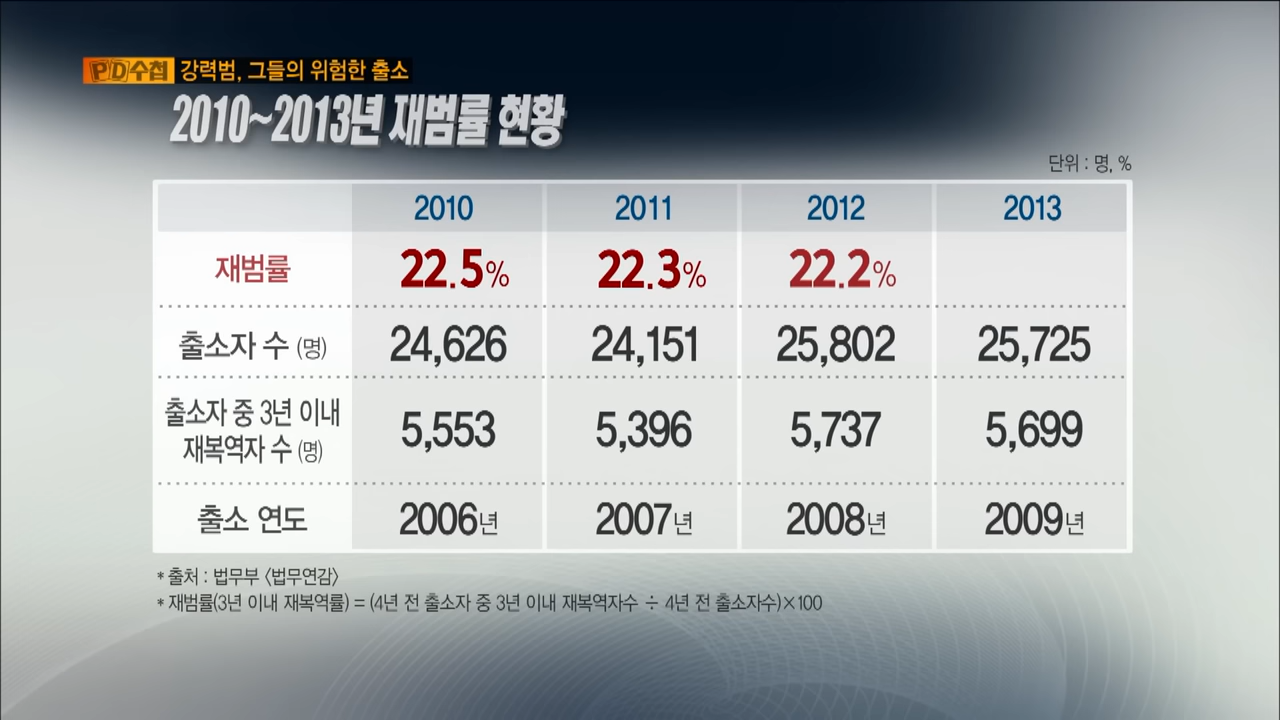 PD수첩 강력범, 그들의 위험한 출소
2010~2013년 재범률 현황
단위 : 명, %
2010 2011 2012 2013
재범률 22.5% 22.3% 22.2%
출소자 수 (명) 24,626 24,151 25,802 25,725
출소자 중 3년 이내
재복역자 수 (명) 5,553 5,396 5,737 5,699
출소 연도 2006년 2007년 2008년 2009년
* 출처 : 법무부 〈법무연감〉
* 재범률(3년 이내 재복역률) = (4년 전 출소자 중 3년 이내 재복역자수 ÷ 4년 전 출소자수)×100